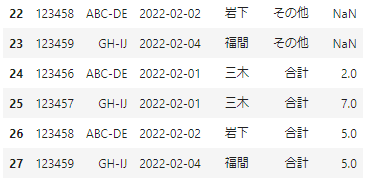 22 123458 ABC-DE 2022-02-02 岩下 その他 NaN
23 123459 GH-IJ 2022-02-04 福間 その他 NaN
24 123456 ABC-DE 2022-02-01 三木 合計 2.0
25 123457 GH-IJ 2022-02-01 三木 合計 7.0
26 123458 ABC-DE 2022-02-02 岩下 合計 5.0
27 123459 GH-IJ 2022-02-04 福間 合計 5.0